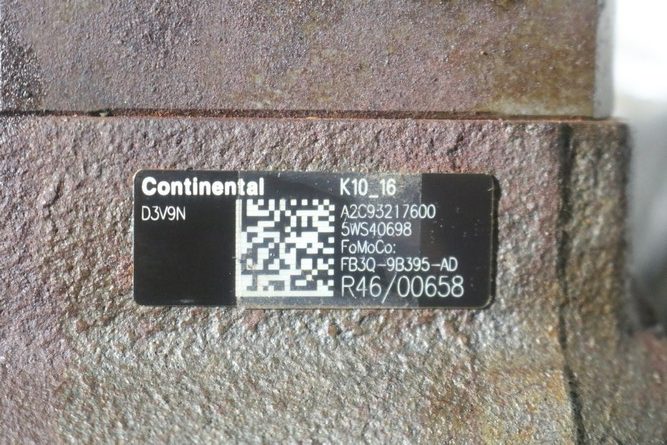 Continental
K10_16
D3V9N
A2C93217600
5WS40698
FoMoCo:
FB3Q-9B395-AD
R46/00658